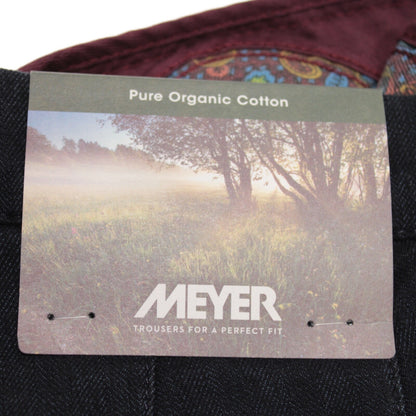 Pure Organic Cotton
MEYER
TROUSERS FOR A PERFECT FIT